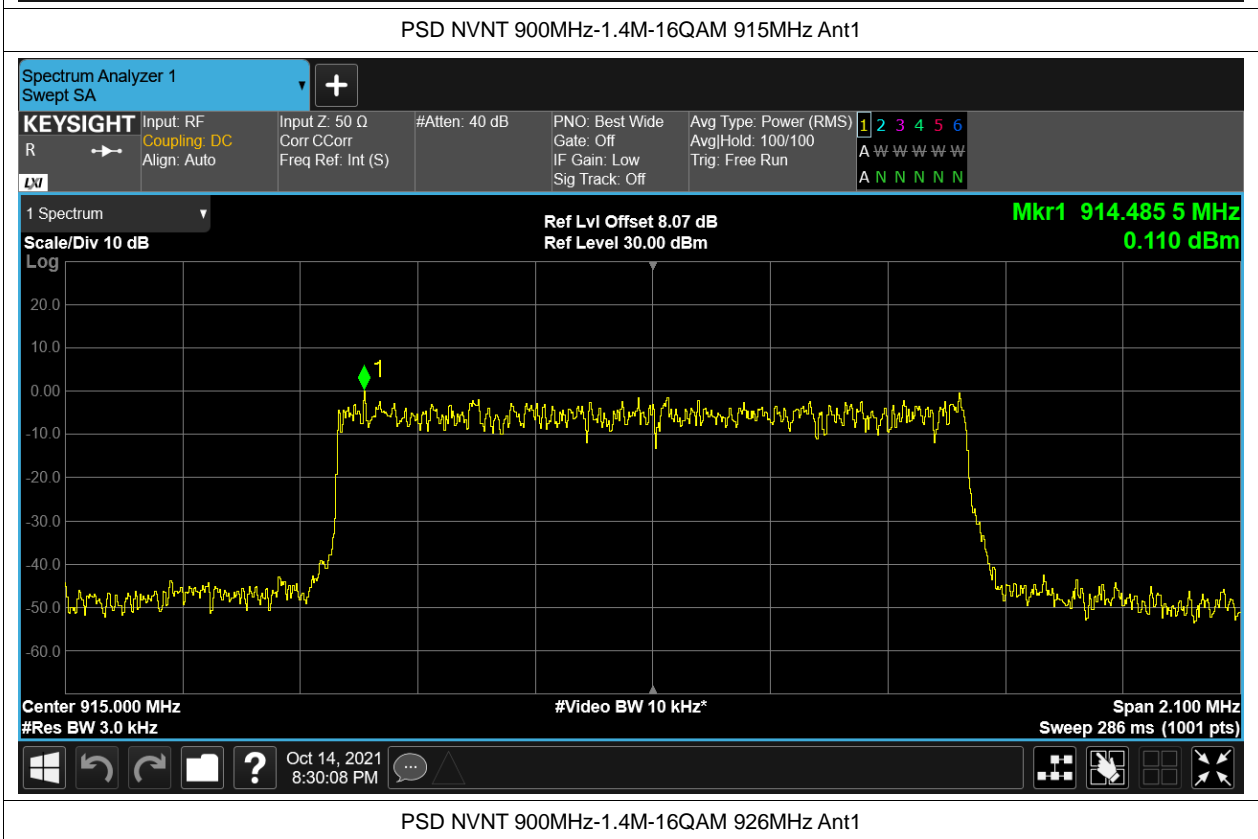 PSD NVNT 900MHz-1.4M-16QAM 915MHz Ant1
Spectrum Analyzer 1
Swept SA
KEYSIGHT
R
LXI
Input: RF
Coupling: DC
Align: Auto
Input Z: 50 Ω
Corr CCorr
Freq Ref: Int (S)
#Atten: 40 dB
PNO: Best Wide
Gate: Off
IF Gain: Low
Sig Track: Off
Avg Type: Power (RMS)
Avg|Hold: 100/100
Trig: Free Run
1 2 3 4 5 6
A W W W W W
A N N N N N
1 Spectrum
Scale/Div 10 dB
Log
Ref Lvl Offset 8.07 dB
Ref Level 30.00 dBm
Mkr1 914.485 5 MHz
0.110 dBm
20.0
10.0
0.00
-10.0
-20.0
-30.0
-40.0
-50.0
-60.0
1
Center 915.000 MHz
#Res BW 3.0 kHz
#Video BW 10 kHz*
Span 2.100 MHz
Sweep 286 ms (1001 pts)
?
Oct 14, 2021
8:30:08 PM
PSD NVNT 900MHz-1.4M-16QAM 926MHz Ant1